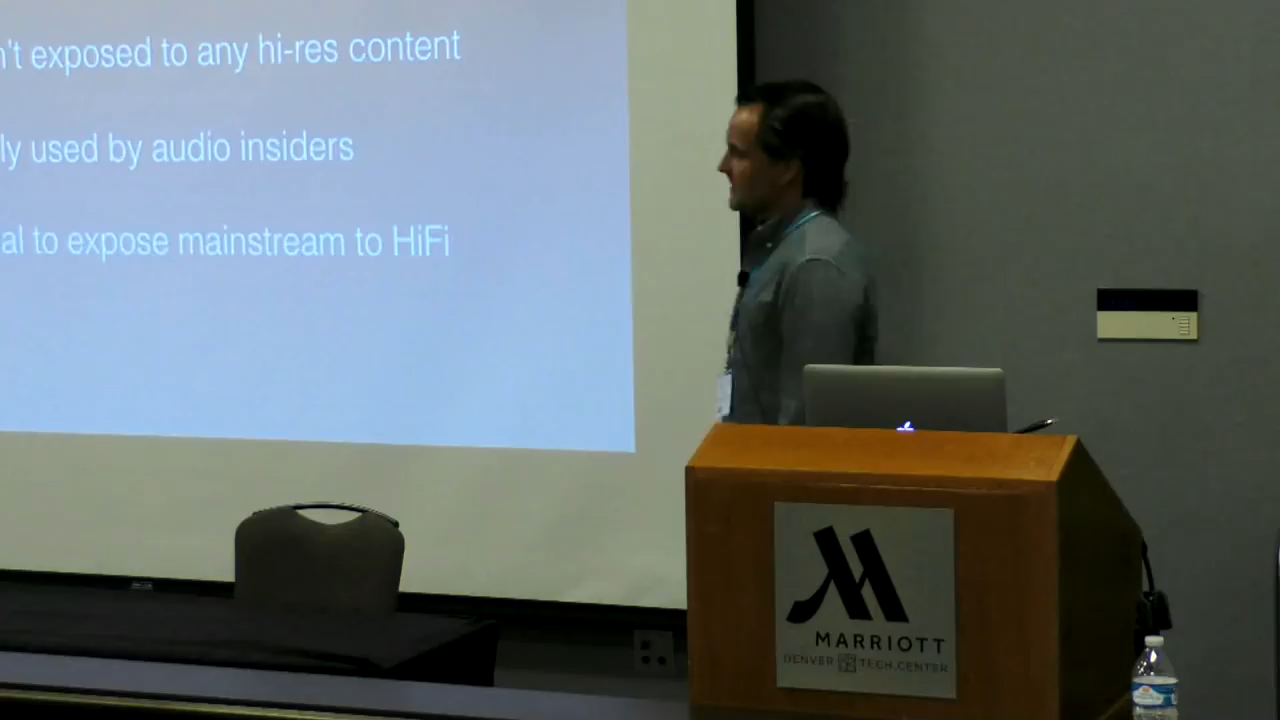 n't exposed to any hi-res content
ly used by audio insiders
al to expose mainstream to HiFi
MARRIOTT
DENVER TECH CENTER